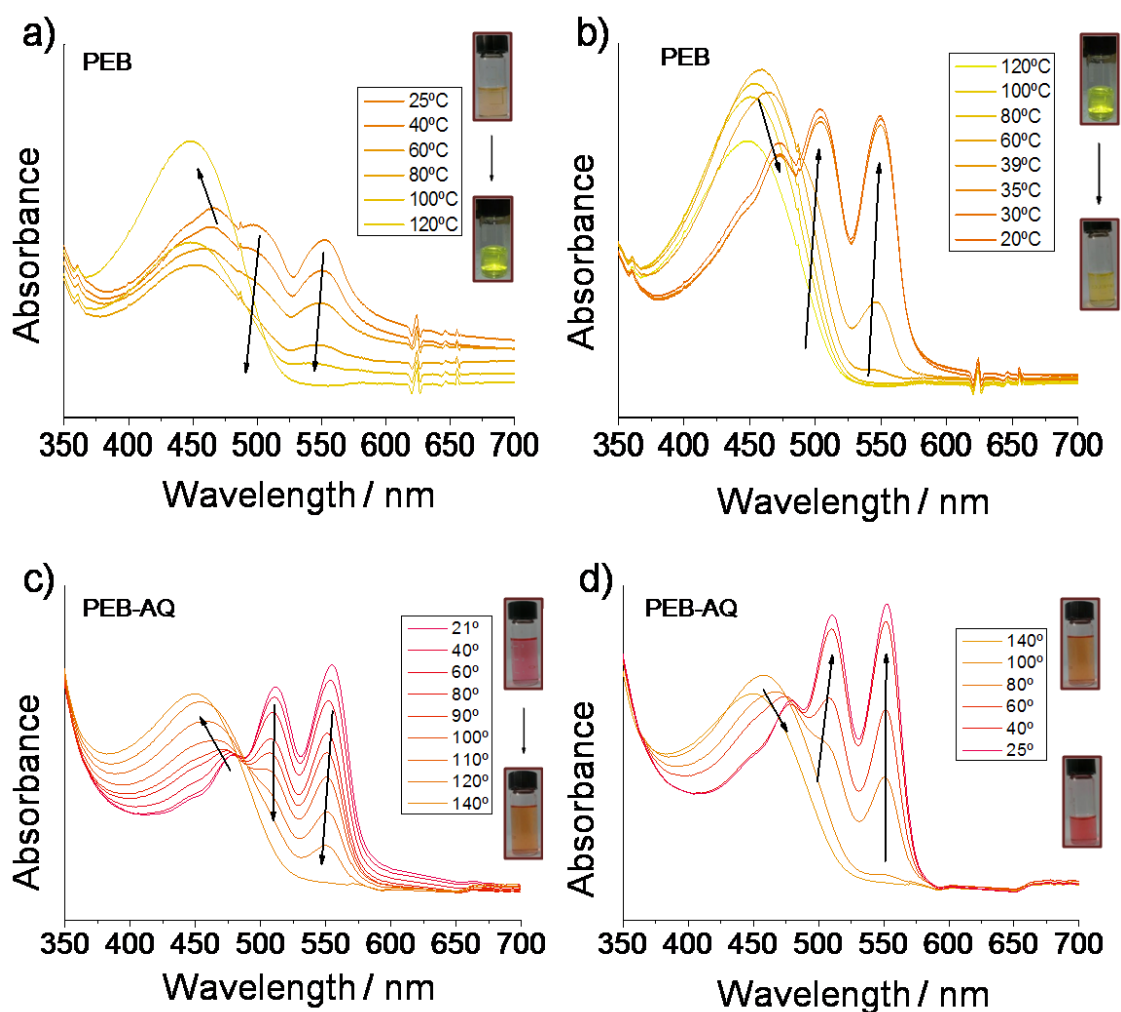 a)
PEB
25ºC
40ºC
60ºC
80ºC
100ºC
120ºC
Absorbance
350 400 450 500 550 600 650 700
Wavelength / nm
b)
PEB
120ºC
100ºC
80ºC
60ºC
39ºC
35ºC
30ºC
20ºC
Absorbance
350 400 450 500 550 600 650 700
Wavelength / nm
c)
PEB-AQ
21º
40º
60º
80º
90º
100º
110º
120º
140º
Absorbance
350 400 450 500 550 600 650 700
Wavelength / nm
d)
PEB-AQ
140º
100º
80º
60º
40º
25º
Absorbance
350 400 450 500 550 600 650 700
Wavelength / nm